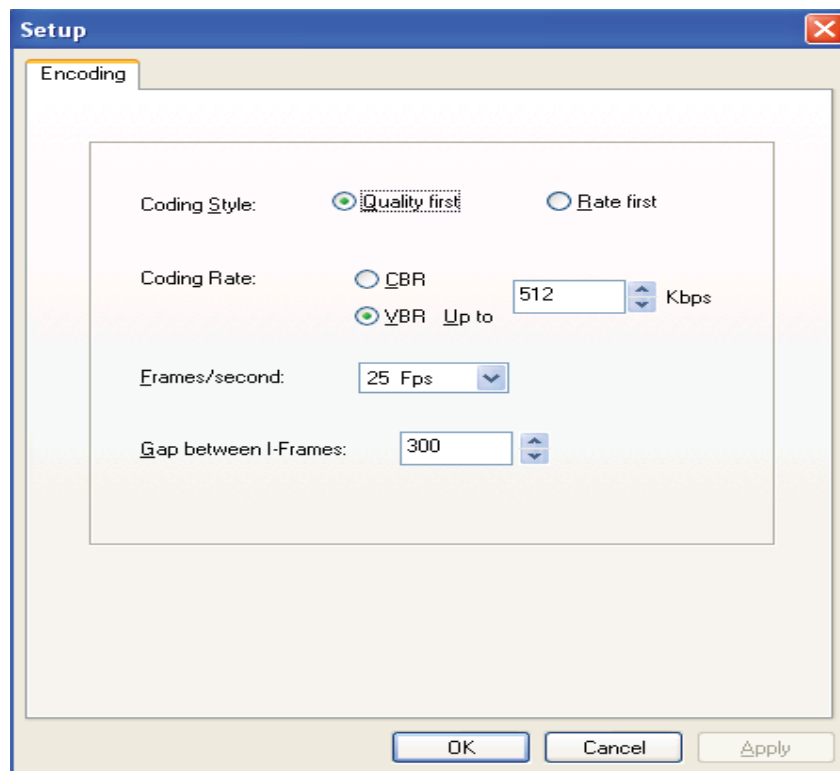 Setup
Encoding
Coding Style: Quality first Rate first
Coding Rate: CBR
VBR Up to 512 Kbps
Frames/second: 25 Fps
Gap between I-Frames: 300
OK Cancel Apply